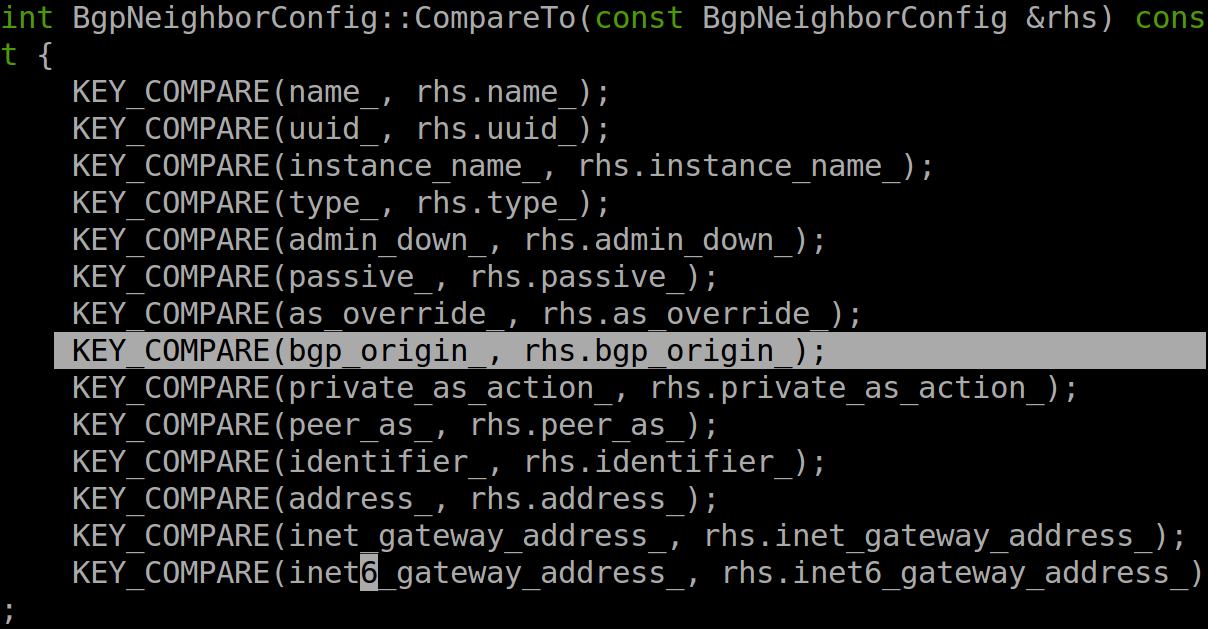 int BgpNeighborConfig::CompareTo(const BgpNeighborConfig &rhs) cons
t {
    KEY_COMPARE(name_, rhs.name_);
    KEY_COMPARE(uuid_, rhs.uuid_);
    KEY_COMPARE(instance_name_, rhs.instance_name_);
    KEY_COMPARE(type_, rhs.type_);
    KEY_COMPARE(admin_down_, rhs.admin_down_);
    KEY_COMPARE(passive_, rhs.passive_);
    KEY_COMPARE(as_override_, rhs.as_override_);
    KEY_COMPARE(bgp_origin_, rhs.bgp_origin_);
    KEY_COMPARE(private_as_action_, rhs.private_as_action_);
    KEY_COMPARE(peer_as_, rhs.peer_as_);
    KEY_COMPARE(identifier_, rhs.identifier_);
    KEY_COMPARE(address_, rhs.address_);
    KEY_COMPARE(inet_gateway_address_, rhs.inet_gateway_address_);
    KEY_COMPARE(inet6_gateway_address_, rhs.inet6_gateway_address_)
;